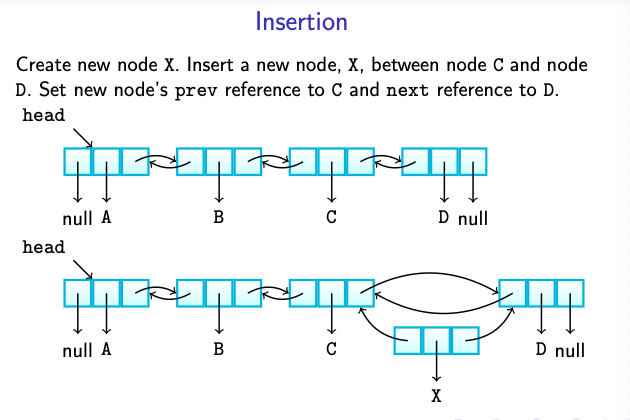 Insertion
Create new node X. Insert a new node, X, between node C and node
D. Set new node's prev reference to C and next reference to D.
head
null A B C D null
head
null A B C D null
X